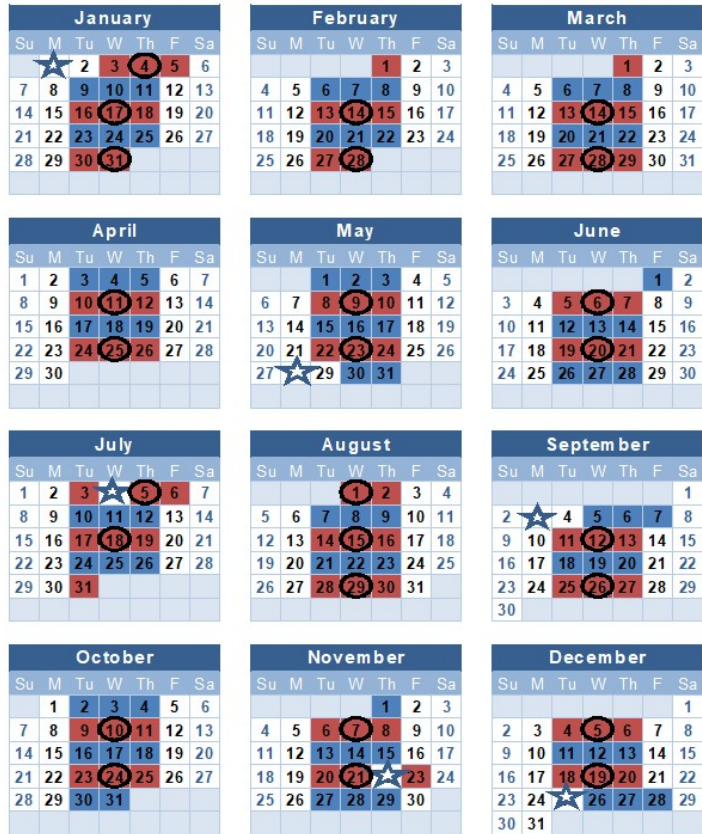 January
Su M Tu W Th F Sa
2 3 4 5 6
7 8 9 10 11 12 13
14 15 16 17 18 19 20
21 22 23 24 25 26 27
28 29 30 31
February
Su M Tu W Th F Sa
1 2 3
4 5 6 7 8 9 10
11 12 13 14 15 16 17
18 19 20 21 22 23 24
25 26 27 28
March
Su M Tu W Th F Sa
1 2 3
4 5 6 7 8 9 10
11 12 13 14 15 16 17
18 19 20 21 22 23 24
25 26 27 28 29 30 31
April
Su M Tu W Th F Sa
1 2 3 4 5 6 7
8 9 10 11 12 13 14
15 16 17 18 19 20 21
22 23 24 25 26 27 28
29 30
May
Su M Tu W Th F Sa
1 2 3 4 5
6 7 8 9 10 11 12
13 14 15 16 17 18 19
20 21 22 23 24 25 26
27 29 30 31
June
Su M Tu W Th F Sa
1 2
3 4 5 6 7 8 9
10 11 12 13 14 15 16
17 18 19 20 21 22 23
24 25 26 27 28 29 30
July
Su M Tu W Th F Sa
1 2 3 5 6 7
8 9 10 11 12 13 14
15 16 17 18 19 20 21
22 23 24 25 26 27 28
29 30 31
August
Su M Tu W Th F Sa
1 2 3 4
5 6 7 8 9 10 11
12 13 14 15 16 17 18
19 20 21 22 23 24 25
26 27 28 29 30 31
September
Su M Tu W Th F Sa
1
2 4 5 6 7 8
9 10 11 12 13 14 15
16 17 18 19 20 21 22
23 24 25 26 27 28 29
30
October
Su M Tu W Th F Sa
1 2 3 4 5 6
7 8 9 10 11 12 13
14 15 16 17 18 19 20
21 22 23 24 25 26 27
28 29 30 31
November
Su M Tu W Th F Sa
1 2 3
4 5 6 7 8 9 10
11 12 13 14 15 16 17
18 19 20 21 23 24
25 26 27 28 29 30
December
Su M Tu W Th F Sa
1
2 3 4 5 6 7 8
9 10 11 12 13 14 15
16 17 18 19 20 21 22
23 24 26 27 28 29
30 31